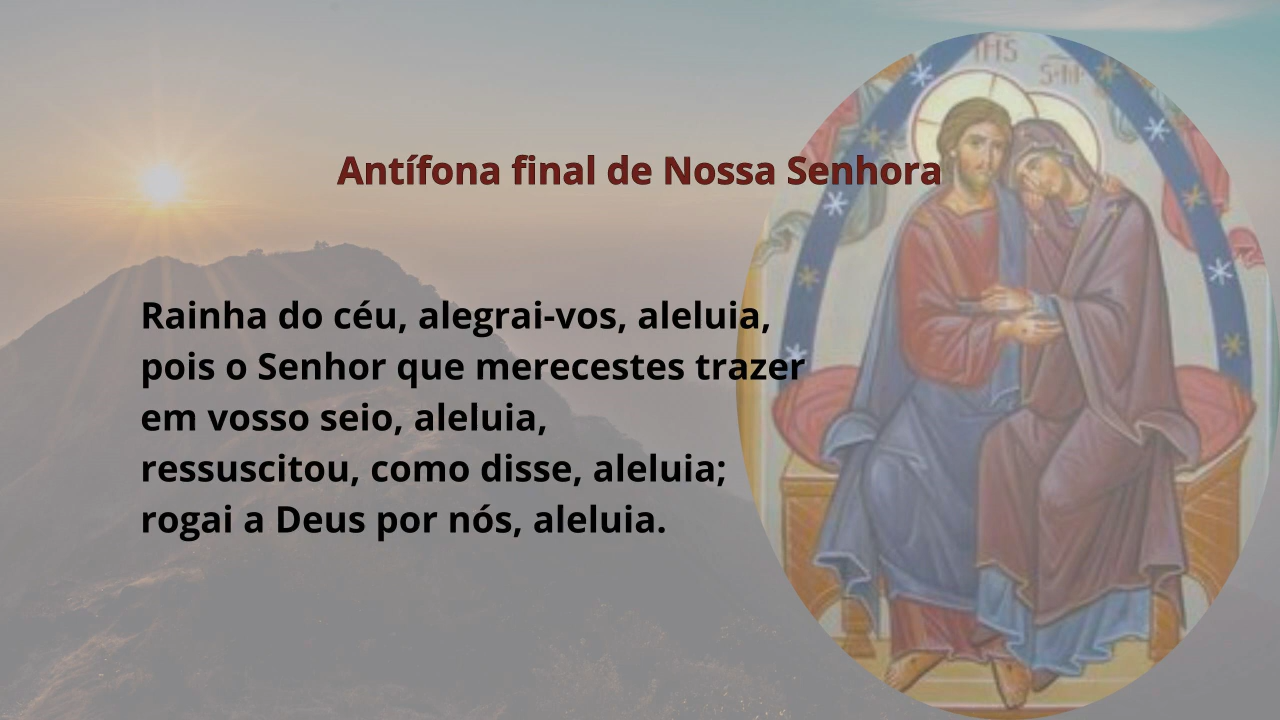 IHS
S·M·
Antífona final de Nossa Senhora
Rainha do céu, alegrai-vos, aleluia,
pois o Senhor que merecestes trazer
em vosso seio, aleluia,
ressuscitou, como disse, aleluia;
rogai a Deus por nós, aleluia.